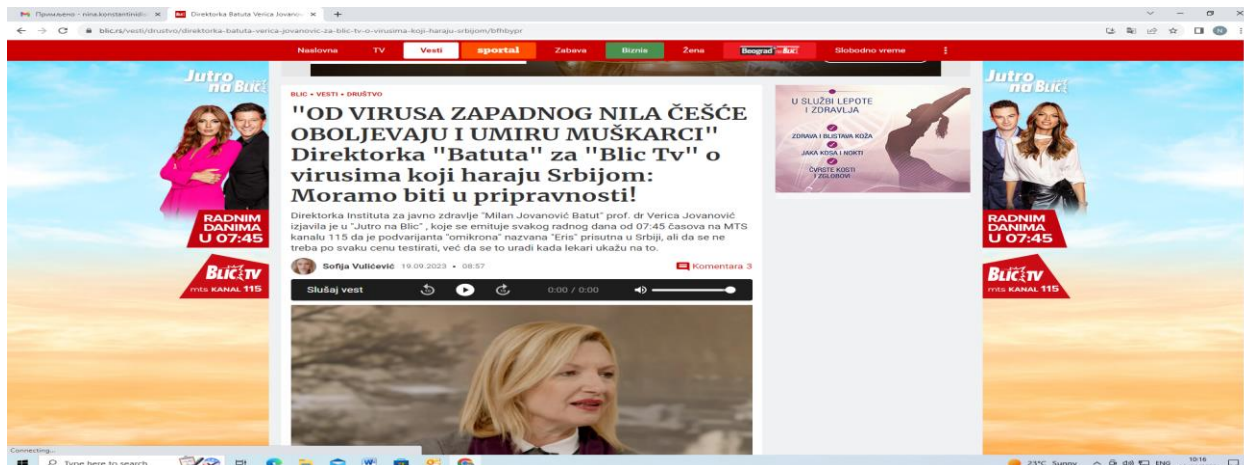 Примљено - nina.konstantinidi
Direktorka Batuta Verica Jovano
blic.rs/vesti/drustvo/direktorka-batuta-verica-jovanovic-za-blic-tv-o-virusima-koji-haraju-srbijom/bfhbypr
Naslovna TV Vesti sportal Zabava Biznis Žena Beograd Blic Slobodno vreme
Jutro
na Blic
RADNIM
DANIMA
U 07:45
BLIC TV
mts KANAL 115
BLIC • VESTI • DRUŠTVO
"OD VIRUSA ZAPADNOG NILA ČEŠĆE
OBOLJEVAJU I UMIRU MUŠKARCI"
Direktorka "Batuta" za "Blic Tv" o
virusima koji haraju Srbijom:
Moramo biti u pripravnosti!
Direktorka Instituta za javno zdravlje "Milan Jovanović Batut" prof. dr Verica Jovanović
izjavila je u "Jutro na Blic" , koje se emituje svakog radnog dana od 07:45 časova na MTS
kanalu 115 da je podvarijanta "omikrona" nazvana "Eris" prisutna u Srbiji, ali da se ne
treba po svaku cenu testirati, već da se to uradi kada lekari ukažu na to.
Sofija Vulićević 19.09.2023 • 08:57
Komentara 3
Slušaj vest 0:00 / 0:00
U SLUŽBI LEPOTE
I ZDRAVLJA
ZDRAVA I BLISTAVA KOŽA
JAKA KOSA I NOKTI
ČVRSTE KOSTI
I ZGLOBOVI
Jutro
na Blic
RADNIM
DANIMA
U 07:45
BLIC TV
mts KANAL 115
Connecting...
Type here to search
23°C Sunny ENG 10:16